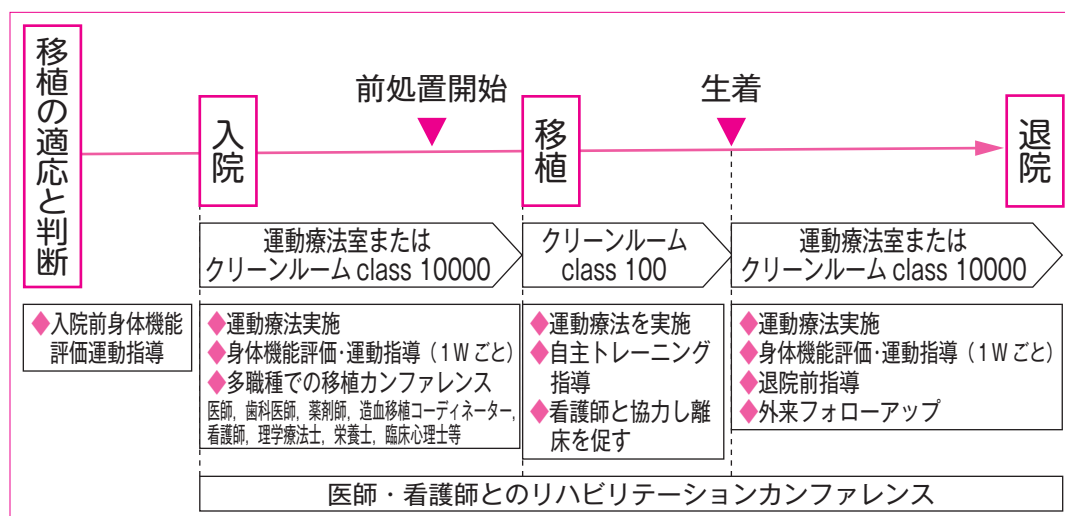 移植の適応と判断
前処置開始
生着
入院
移植
退院
運動療法室または
クリーンルーム class 10000
クリーンルーム
class 100
運動療法室または
クリーンルーム class 10000
◆入院前身体機能
評価運動指導
◆運動療法実施
◆身体機能評価･運動指導（1Wごと）
◆多職種での移植カンファレンス
医師，歯科医師，薬剤師，造血移植コーディネーター，
看護師，理学療法士，栄養士，臨床心理士等
◆運動療法を実施
◆自主トレーニング
指導
◆看護師と協力し離
床を促す
◆運動療法実施
◆身体機能評価･運動指導（1Wごと）
◆退院前指導
◆外来フォローアップ
医師・看護師とのリハビリテーションカンファレンス